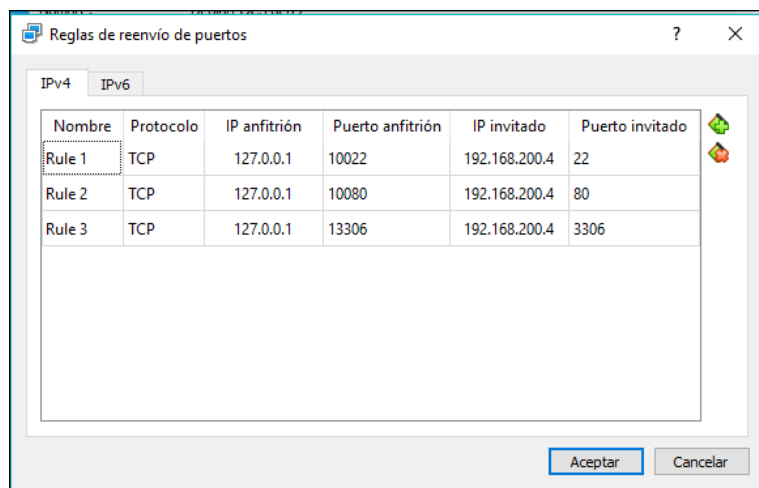 Reglas de reenvío de puertos ?
IPv4 IPv6
Nombre Protocolo IP anfitrión Puerto anfitrión IP invitado Puerto invitado
Rule 1 TCP 127.0.0.1 10022 192.168.200.4 22
Rule 2 TCP 127.0.0.1 10080 192.168.200.4 80
Rule 3 TCP 127.0.0.1 13306 192.168.200.4 3306
Aceptar Cancelar